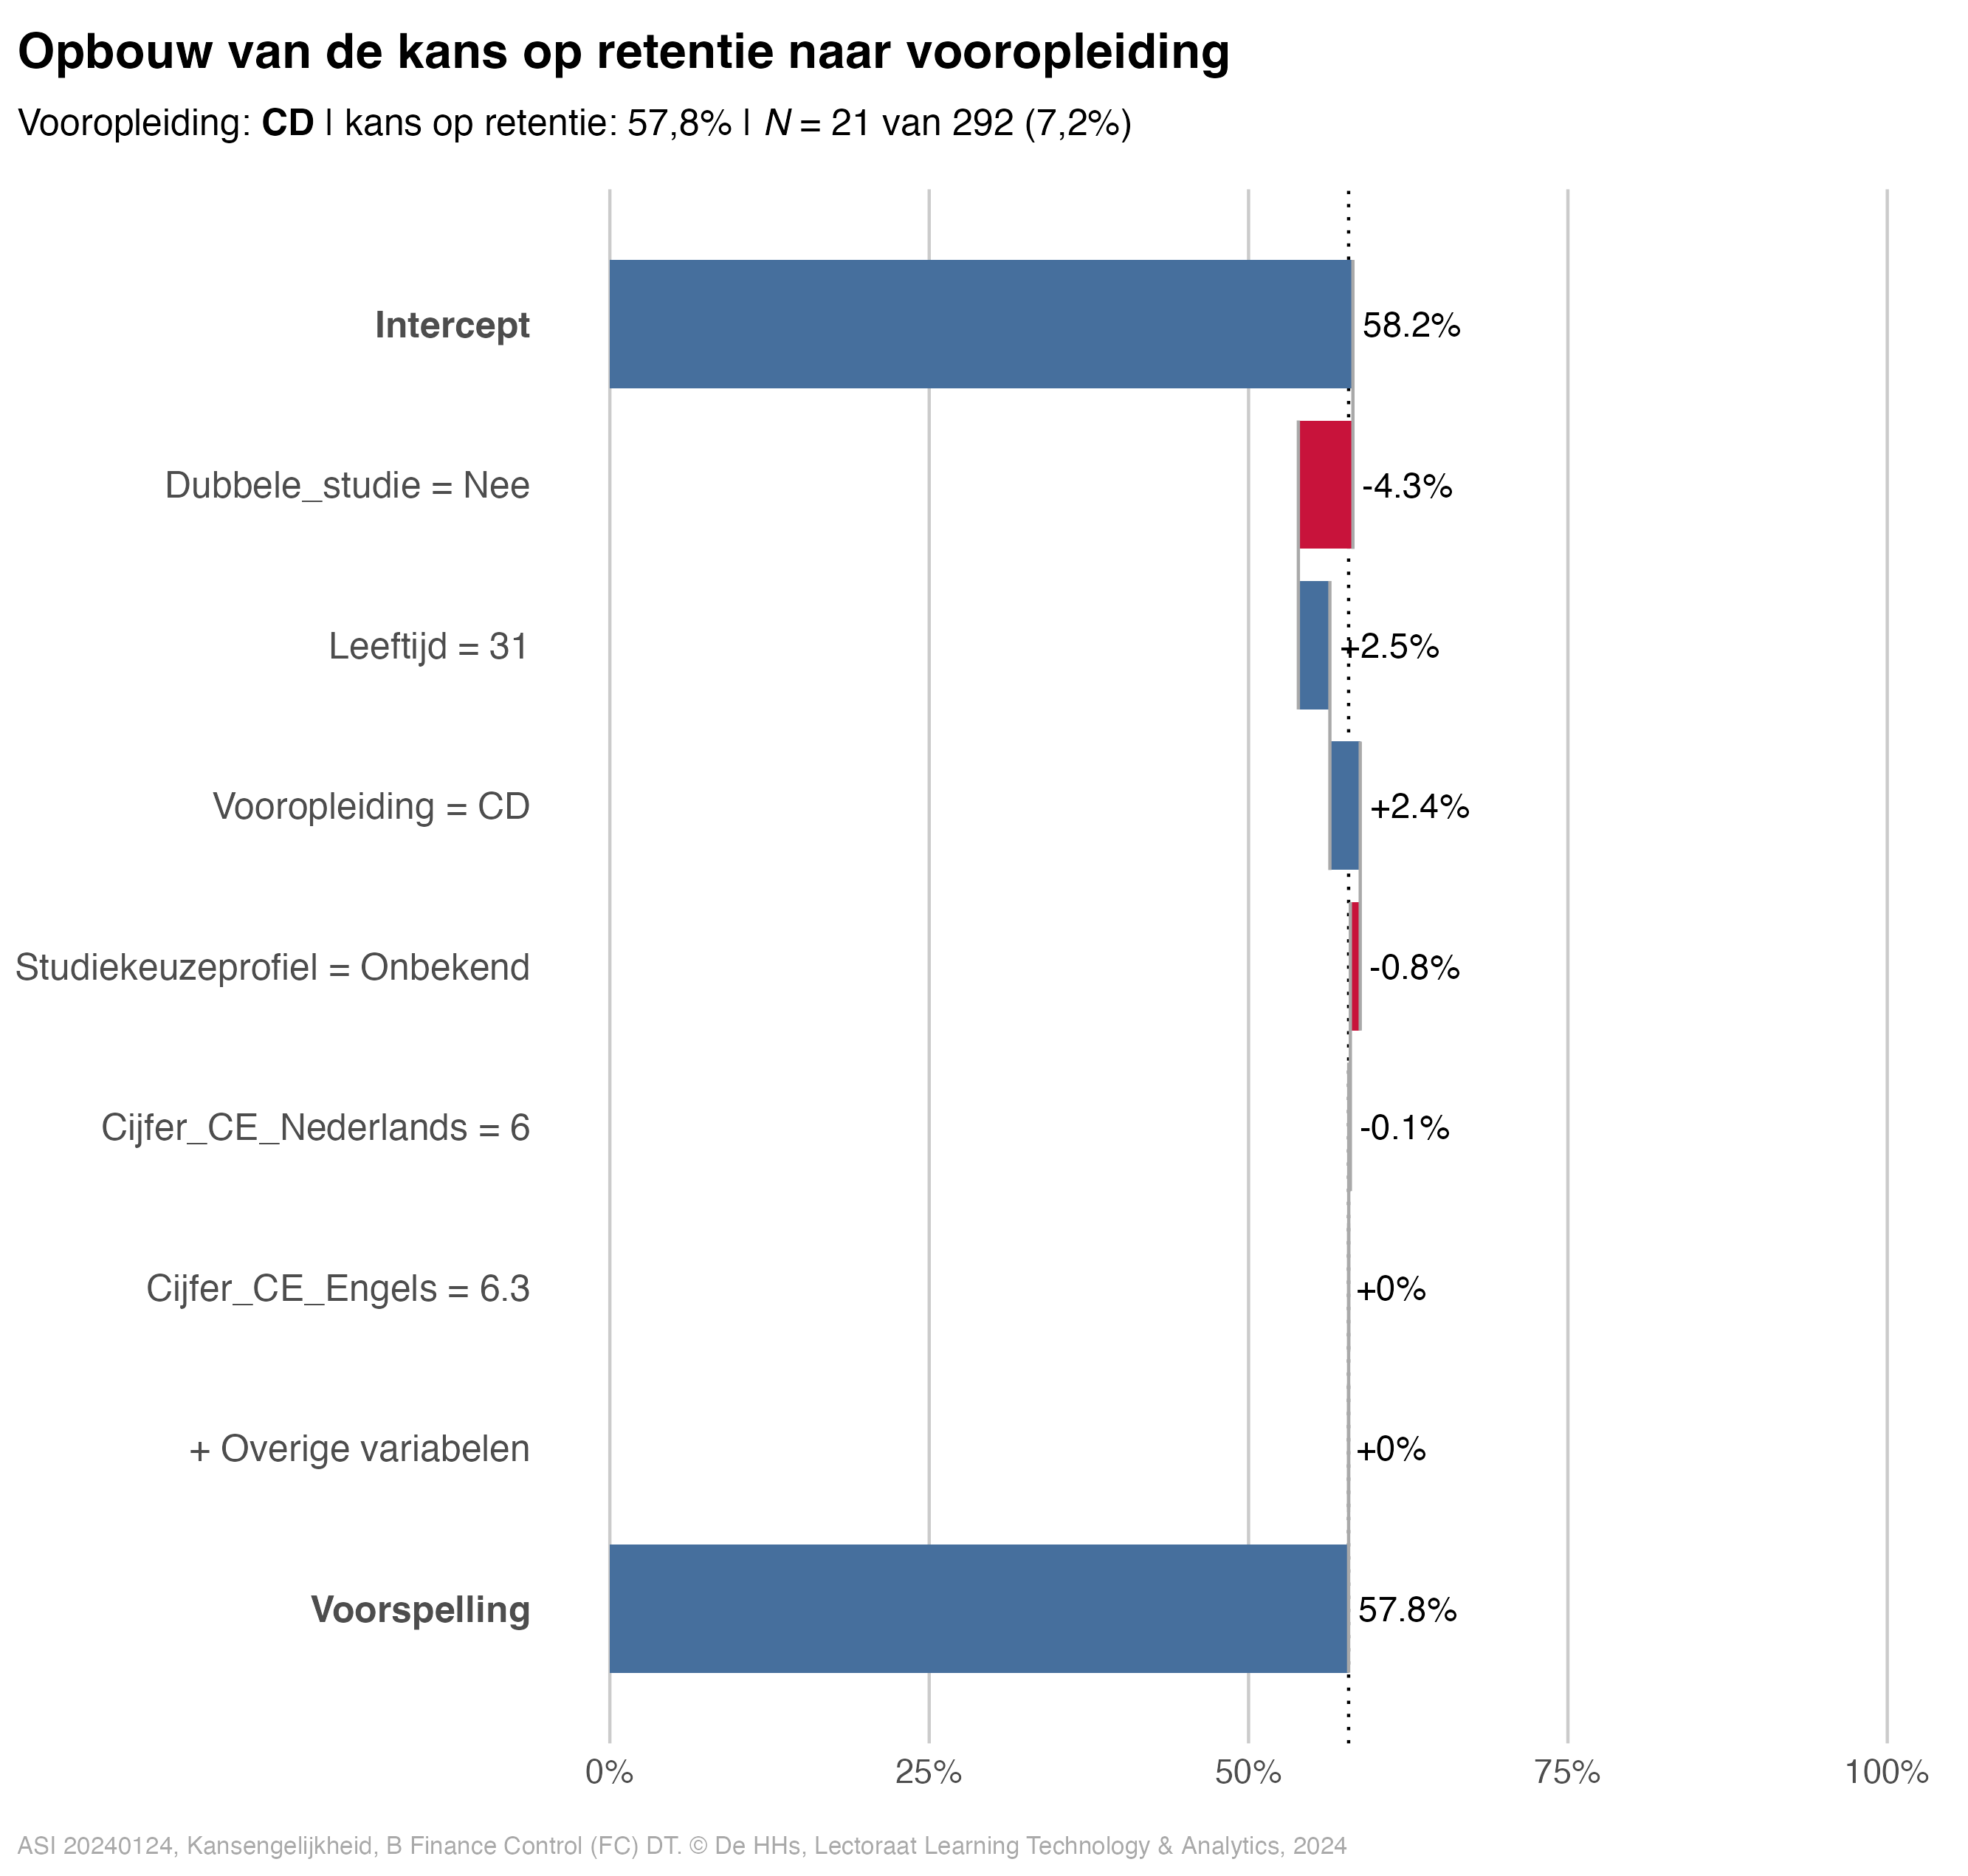 Opbouw van de kans op retentie naar vooropleiding
Vooropleiding: CD | kans op retentie: 57,8% | N = 21 van 292 (7,2%)
Intercept 58.2%
Dubbele_studie = Nee -4.3%
Leeftijd = 31 +2.5%
Vooropleiding = CD +2.4%
Studiekeuzeprofiel = Onbekend -0.8%
Cijfer_CE_Nederlands = 6 -0.1%
Cijfer_CE_Engels = 6.3 +0%
+ Overige variabelen +0%
Voorspelling 57.8%
0% 25% 50% 75% 100%
ASI 20240124, Kansengelijkheid, B Finance Control (FC) DT. © De HHs, Lectoraat Learning Technology & Analytics, 2024